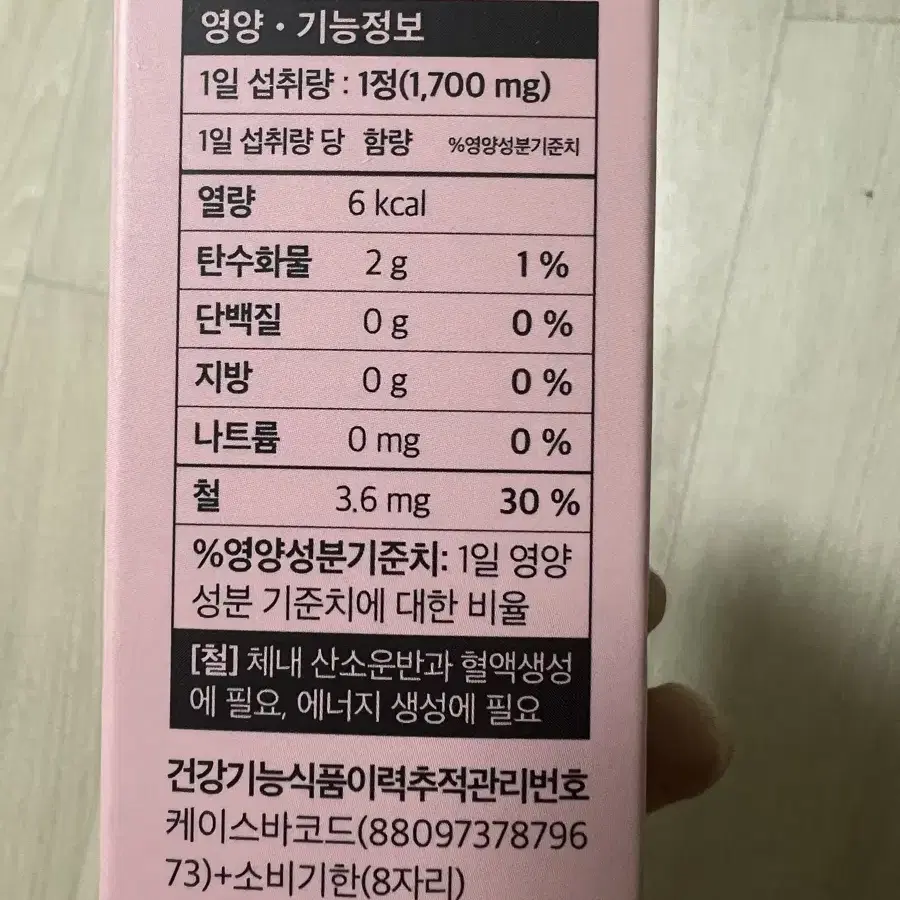 영양·기능정보
1일 섭취량 : 1정(1,700 mg)
1일 섭취량 당 함량 %영양성분기준치
열량 6 kcal
탄수화물 2 g 1 %
단백질 0 g 0 %
지방 0 g 0 %
나트륨 0 mg 0 %
철 3.6 mg 30 %
%영양성분기준치: 1일 영양
성분 기준치에 대한 비율
[철] 체내 산소운반과 혈액생성
에 필요, 에너지 생성에 필요
건강기능식품이력추적관리번호
케이스바코드(88097378796
73)+소비기한(8자리)